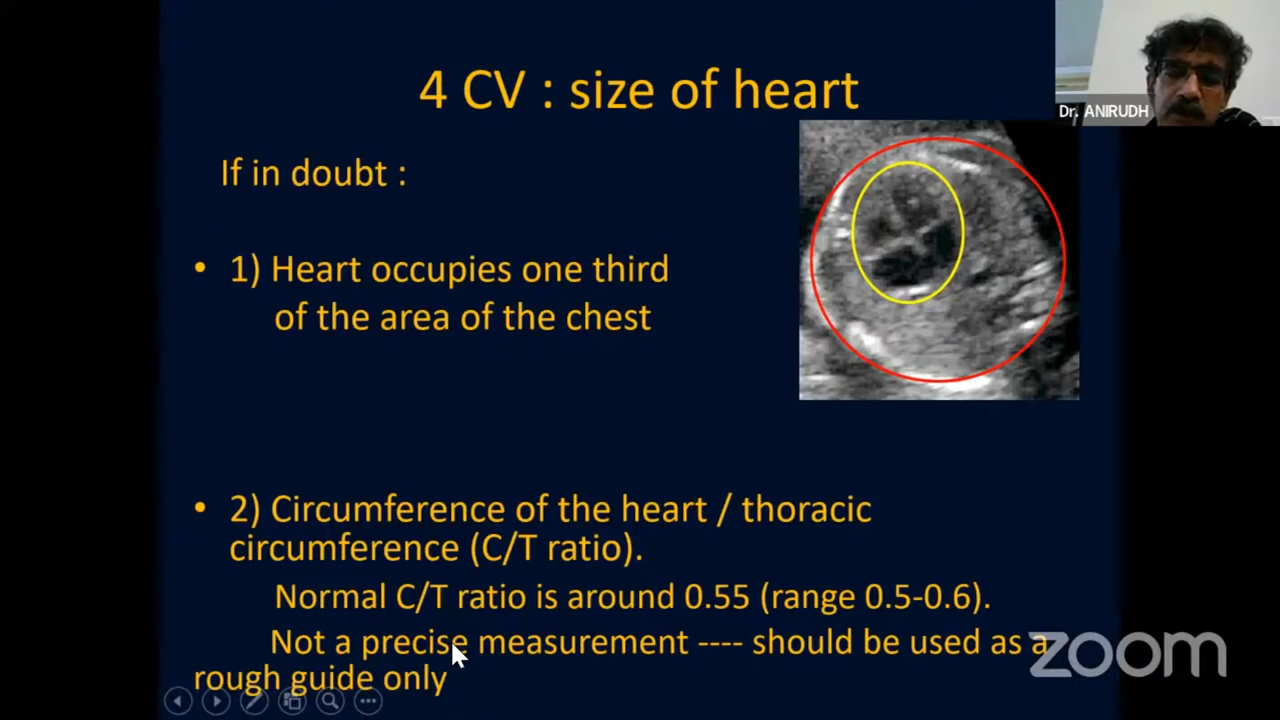 4 CV : size of heart
Dr. ANIRUDH
If in doubt :
• 1) Heart occupies one third
of the area of the chest
• 2) Circumference of the heart / thoracic
circumference (C/T ratio).
Normal C/T ratio is around 0.55 (range 0.5-0.6).
Not a precise measurement ---- should be used as a
rough guide only
zoom